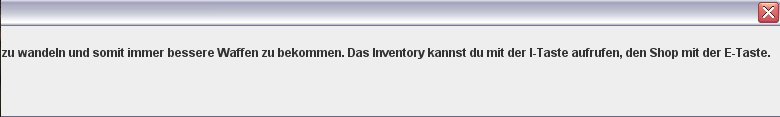 zu wandeln und somit immer bessere Waffen zu bekommen. Das Inventory kannst du mit der I-Taste aufrufen, den Shop mit der E-Taste.